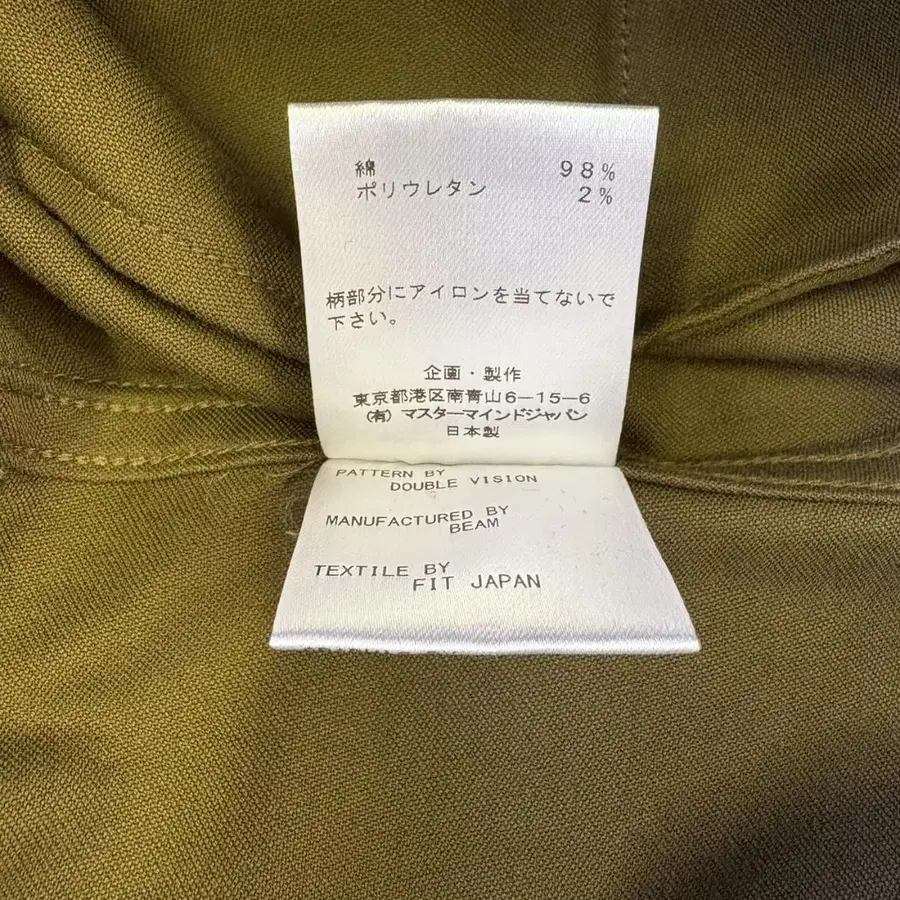 綿 98%
ポリウレタン 2%
柄部分にアイロンを当てないで
下さい。
企画・製作
東京都港区南青山6-15-6
(有) マスターマインドジャパン
日本製
PATTERN BY
DOUBLE VISION
MANUFACTURED BY
BEAM
TEXTILE BY
FIT JAPAN